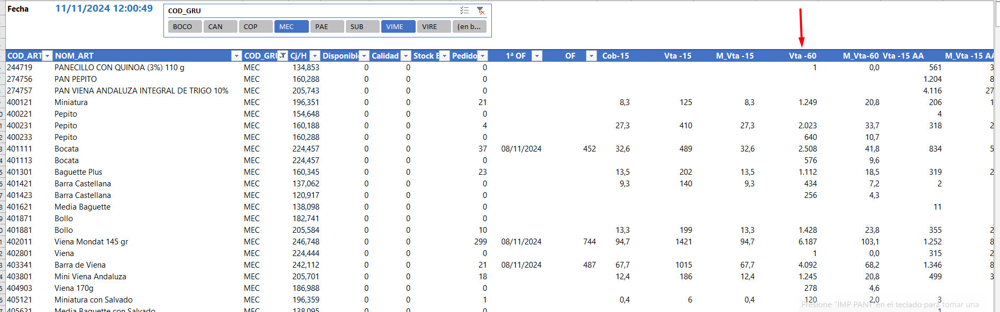 Fecha 11/11/2024 12:00:49 COD_GRU
BOCO CAN COP MEC PAE SUB VIME VIRE (en b...
COD_ART NOM_ART COD_GRU Cj/H Disponibl Calidad Stock E Pedido 1ª OF OF Cob-15 Vta -15 M_Vta -15 Vta -60 M_Vta-60 Vta -15 AA M_Vta -15 AA
244719 PANECILLO CON QUINOA (3%) 110 g MEC 134,853 0 0 0 1 0,0 561 3
274756 PAN PEPITO MEC 160,288 0 0 0 1.204 8
274757 PAN VIENA ANDALUZA INTEGRAL DE TRIGO 10% MEC 205,743 0 0 0 4.116 27
400121 Miniatura MEC 196,351 0 0 21 8,3 125 8,3 1.249 20,8 206 1
400221 Pepito MEC 154,648 0 0 0 4
400231 Pepito MEC 160,188 0 0 4 27,3 410 27,3 2.023 33,7 318 2
400233 Pepito MEC 160,288 0 0 0 640 10,7
401111 Bocata MEC 224,457 0 0 37 08/11/2024 452 32,6 489 32,6 2.508 41,8 834 5
401113 Bocata MEC 224,457 0 0 0 576 9,6
401301 Baguette Plus MEC 160,345 0 0 23 13,5 202 13,5 1.112 18,5 319 2
401421 Barra Castellana MEC 137,062 0 0 0 9,3 140 9,3 434 7,2 2
401423 Barra Castellana MEC 120,917 0 0 0 256 4,3
401621 Media Baguette MEC 138,098 0 0 0 11
401871 Bollo MEC 182,741 0 0 0
401881 Bollo MEC 205,584 0 0 10 13,3 199 13,3 1.428 23,8 355 2
402011 Viena Mondat 145 gr MEC 246,748 0 0 299 08/11/2024 744 94,7 1421 94,7 6.187 103,1 1.252 8
402801 Viena MEC 224,444 0 0 0 1 0,0 315 2
403341 Barra de Viena MEC 242,112 0 0 21 08/11/2024 487 67,7 1015 67,7 4.092 68,2 1.346 8
403801 Mini Viena Andaluza MEC 205,701 0 0 18 12,4 186 12,4 1.245 20,8 499 3
404903 Viena 170g MEC 186,988 0 0 0 278 4,6
405121 Miniatura con Salvado MEC 196,359 0 0 1 0,4 6 0,4 120 2,0 3
Presione "IMP PANT" en el teclado para tomar una
405621 Media Baguette con Salvado MEC 138,095 0 0 0 1